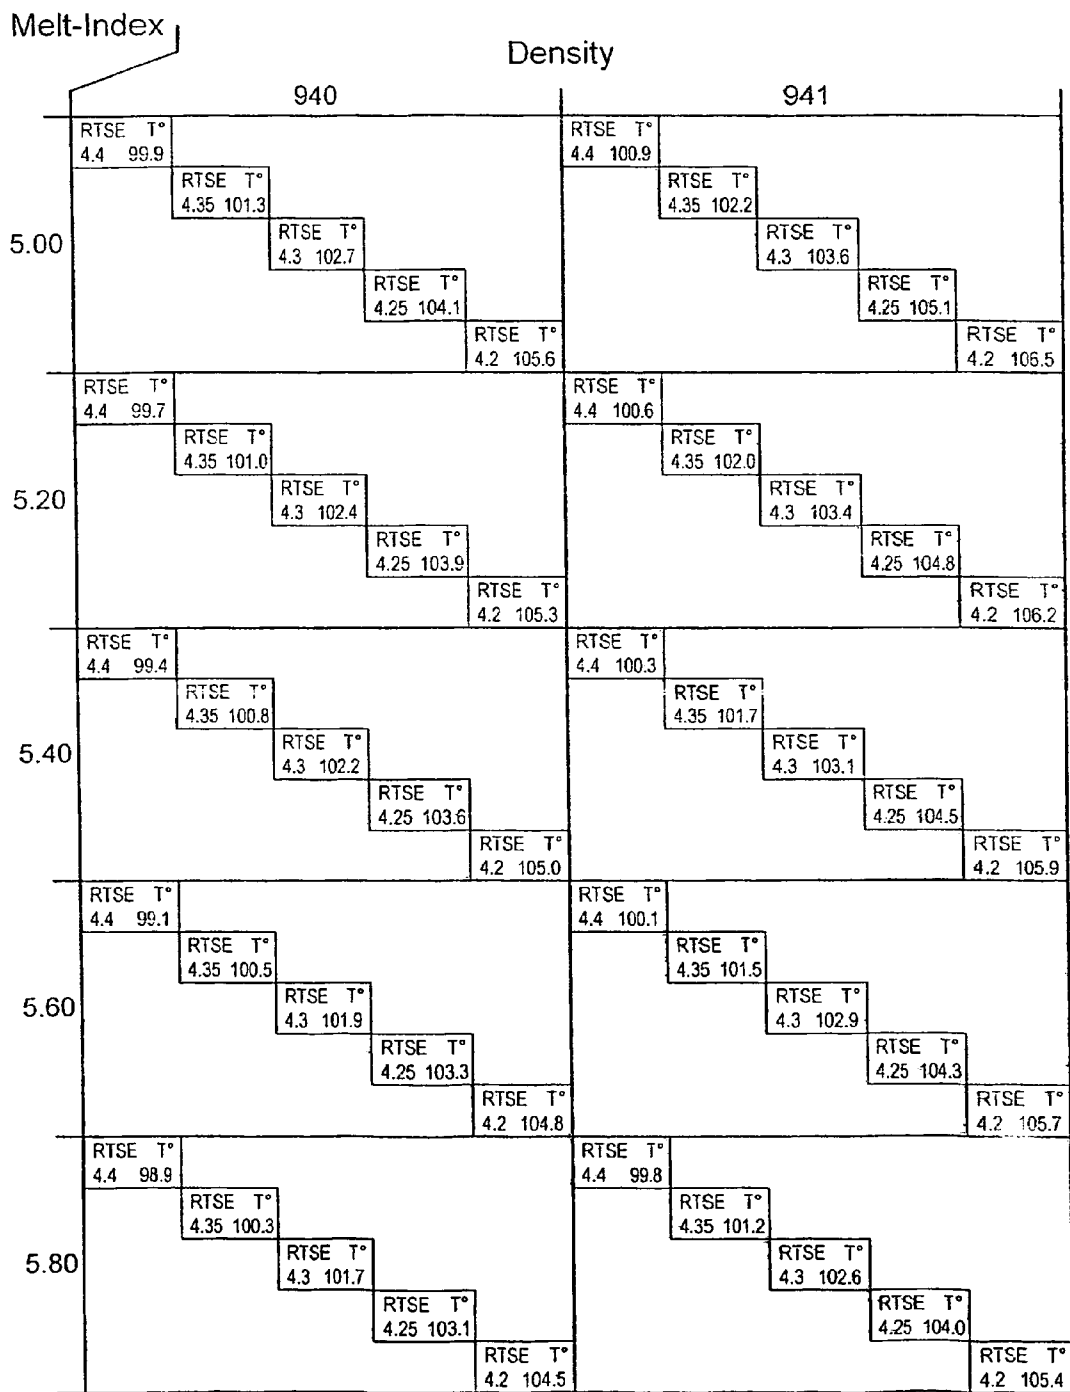 Melt-Index
Density
940 941
RTSE T° RTSE T°
4.4 99.9 4.4 100.9
RTSE T° RTSE T°
4.35 101.3 4.35 102.2
5.00 RTSE T° RTSE T°
4.3 102.7 4.3 103.6
RTSE T° RTSE T°
4.25 104.1 4.25 105.1
RTSE T° RTSE T°
4.2 105.6 4.2 106.5
RTSE T° RTSE T°
4.4 99.7 4.4 100.6
RTSE T° RTSE T°
4.35 101.0 4.35 102.0
5.20 RTSE T° RTSE T°
4.3 102.4 4.3 103.4
RTSE T° RTSE T°
4.25 103.9 4.25 104.8
RTSE T° RTSE T°
4.2 105.3 4.2 106.2
RTSE T° RTSE T°
4.4 99.4 4.4 100.3
RTSE T° RTSE T°
4.35 100.8 4.35 101.7
5.40 RTSE T° RTSE T°
4.3 102.2 4.3 103.1
RTSE T° RTSE T°
4.25 103.6 4.25 104.5
RTSE T° RTSE T°
4.2 105.0 4.2 105.9
RTSE T° RTSE T°
4.4 99.1 4.4 100.1
RTSE T° RTSE T°
4.35 100.5 4.35 101.5
5.60 RTSE T° RTSE T°
4.3 101.9 4.3 102.9
RTSE T° RTSE T°
4.25 103.3 4.25 104.3
RTSE T° RTSE T°
4.2 104.8 4.2 105.7
RTSE T° RTSE T°
4.4 98.9 4.4 99.8
RTSE T° RTSE T°
4.35 100.3 4.35 101.2
5.80 RTSE T° RTSE T°
4.3 101.7 4.3 102.6
RTSE T° RTSE T°
4.25 103.1 4.25 104.0
RTSE T° RTSE T°
4.2 104.5 4.2 105.4